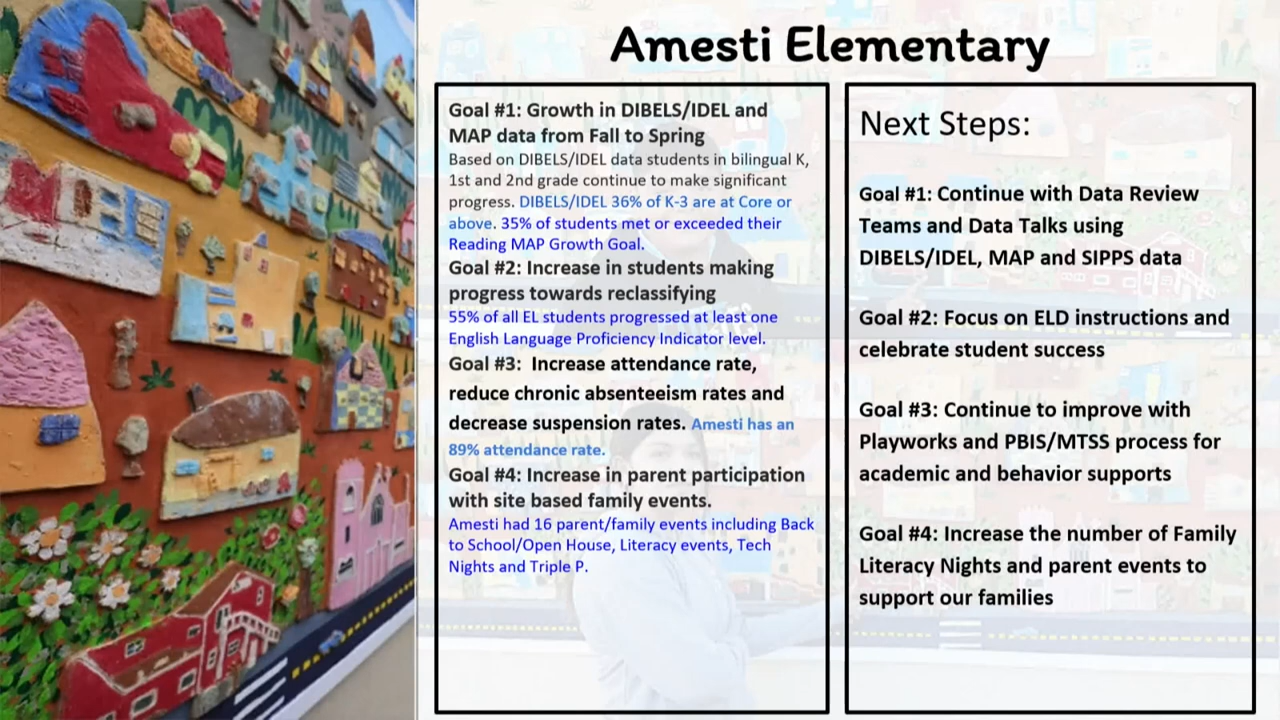 Amesti Elementary
Goal #1: Growth in DIBELS/IDEL and
MAP data from Fall to Spring
Based on DIBELS/IDEL data students in bilingual K,
1st and 2nd grade continue to make significant
progress. DIBELS/IDEL 36% of K-3 are at Core or
above. 35% of students met or exceeded their
Reading MAP Growth Goal.
Goal #2: Increase in students making
progress towards reclassifying
55% of all EL students progressed at least one
English Language Proficiency Indicator level.
Goal #3: Increase attendance rate,
reduce chronic absenteeism rates and
decrease suspension rates. Amesti has an
89% attendance rate.
Goal #4: Increase in parent participation
with site based family events.
Amesti had 16 parent/family events including Back
to School/Open House, Literacy events, Tech
Nights and Triple P.
Next Steps:
Goal #1: Continue with Data Review
Teams and Data Talks using
DIBELS/IDEL, MAP and SIPPS data
Goal #2: Focus on ELD instructions and
celebrate student success
Goal #3: Continue to improve with
Playworks and PBIS/MTSS process for
academic and behavior supports
Goal #4: Increase the number of Family
Literacy Nights and parent events to
support our families